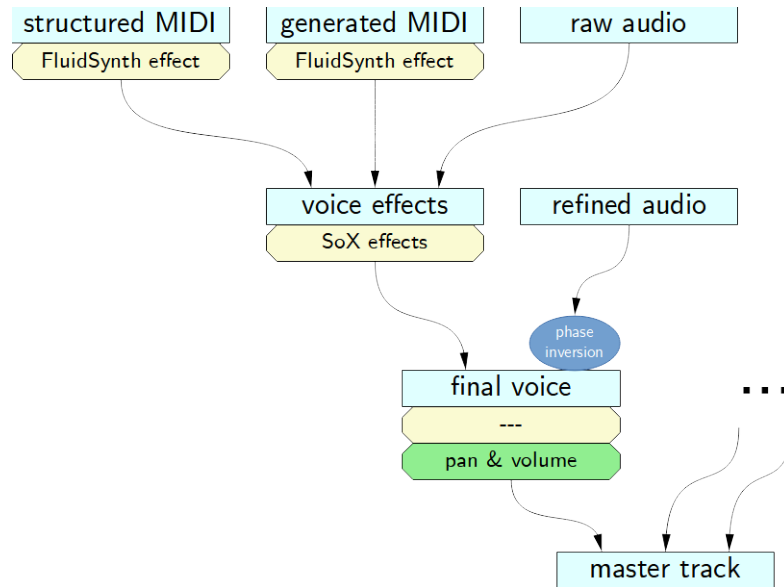 structured MIDI
generated MIDI
raw audio
FluidSynth effect
FluidSynth effect
voice effects
refined audio
SoX effects
phase
inversion
final voice
---
pan & volume
...
master track